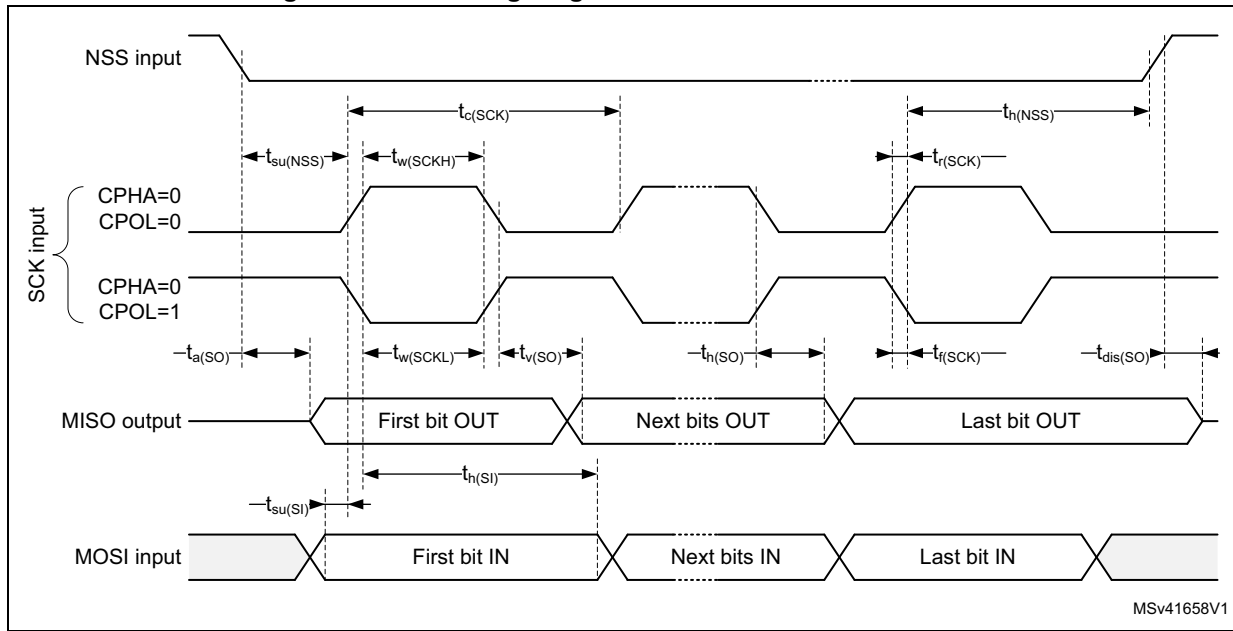 NSS input
tc(SCK)
th(NSS)
tsu(NSS)
tw(SCKH)
tr(SCK)
SCK input
CPHA=0
CPOL=0
CPHA=0
CPOL=1
ta(SO)
tw(SCKL)
tv(SO)
th(SO)
tf(SCK)
tdis(SO)
MISO output
First bit OUT
Next bits OUT
Last bit OUT
th(SI)
tsu(SI)
MOSI input
First bit IN
Next bits IN
Last bit IN
MSv41658V1